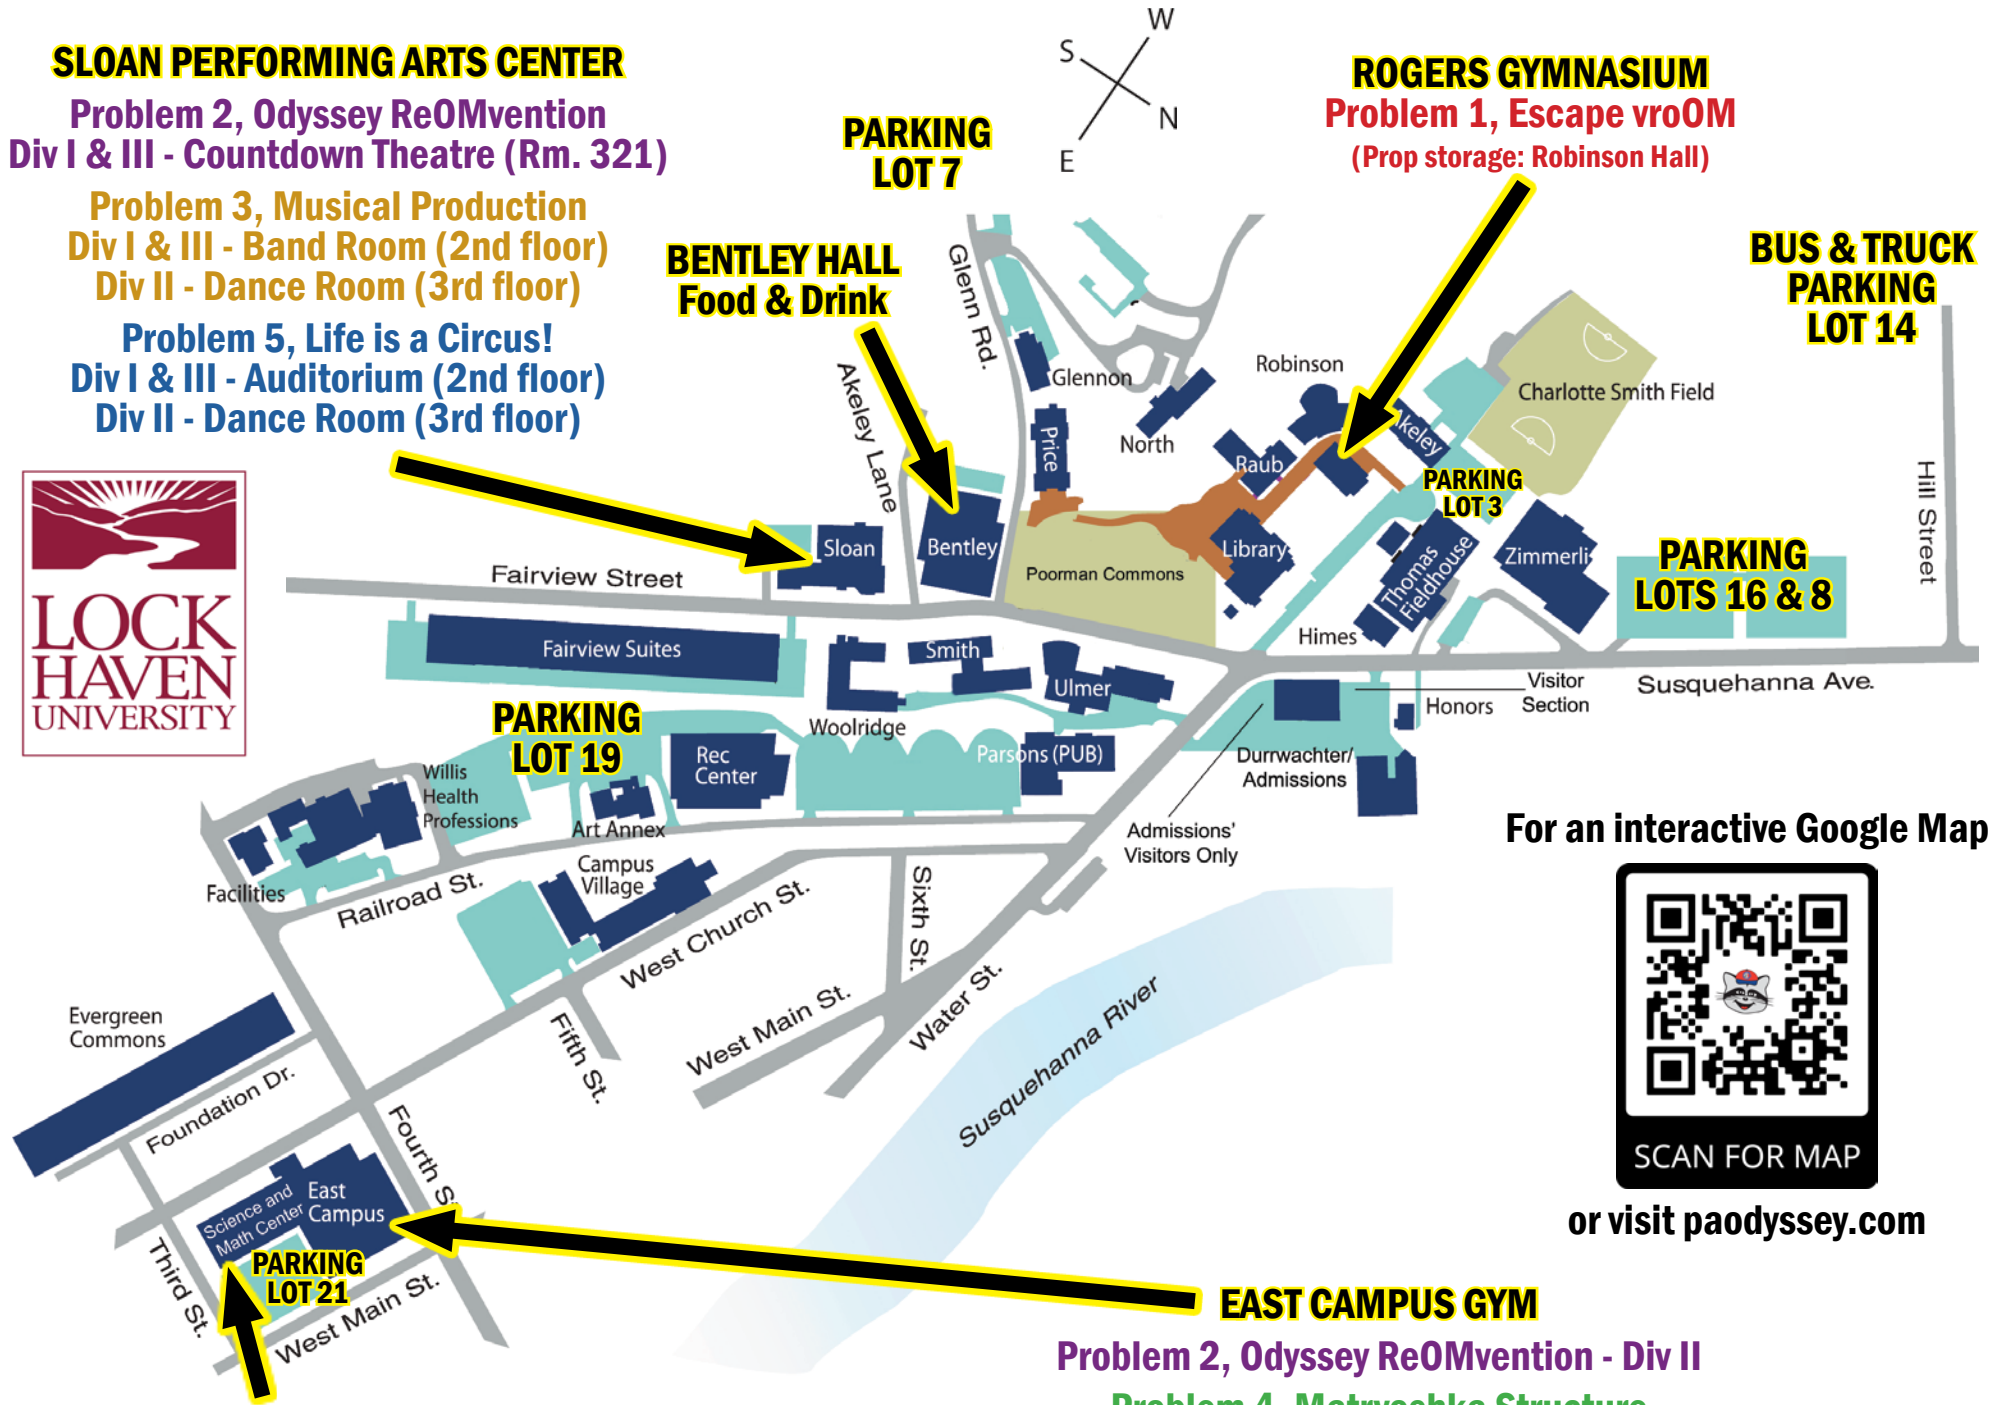 SLOAN PERFORMING ARTS CENTER
Problem 2, Odyssey ReOMvention
Div I & III - Countdown Theatre (Rm. 321)
Problem 3, Musical Production
Div I & III - Band Room (2nd floor)
Div II - Dance Room (3rd floor)
Problem 5, Life is a Circus!
Div I & III - Auditorium (2nd floor)
Div II - Dance Room (3rd floor)
W
S
N
E
PARKING
LOT 7
ROGERS GYMNASIUM
Problem 1, Escape vroOM
(Prop storage: Robinson Hall)
BENTLEY HALL
Food & Drink
BUS & TRUCK
PARKING
LOT 14
Glenn Rd.
Akeley Lane
Glennon
Price
North
Robinson
Raub
Akeley
Charlotte Smith Field
Hill Street
PARKING
LOT 3
Sloan
Bentley
Poorman Commons
Library
Thomas
Fieldhouse
Zimmerli
PARKING
LOTS 16 & 8
Fairview Street
LOCK
HAVEN
UNIVERSITY
Fairview Suites
Smith
Ulmer
Himes
Woolridge
Visitor
Section
Honors
Susquehanna Ave.
PARKING
LOT 19
Rec
Center
Parsons (PUB)
Durrwachter/
Admissions
Willis
Health
Professions
Art Annex
Admissions'
Visitors Only
Facilities
Railroad St.
Campus
Village
West Church St.
Sixth St.
Fifth St.
West Main St.
Water St.
Susquehanna River
Evergreen
Commons
Foundation Dr.
Fourth St.
Science and
Math Center
East
Campus
PARKING
LOT 21
Third St.
West Main St.
For an interactive Google Map
SCAN FOR MAP
or visit paodyssey.com
EAST CAMPUS GYM
Problem 2, Odyssey ReOMvention - Div II
Problem 4, Matryoshka Structure